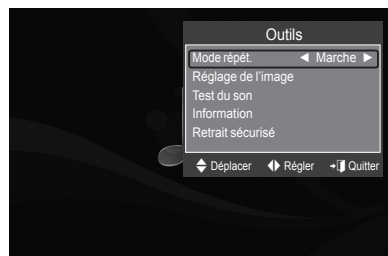 Outils
Mode répét. ◀ Marche ▶
Réglage de l'image
Test du son
Information
Retrait sécurisé
Déplacer Régler Quitter